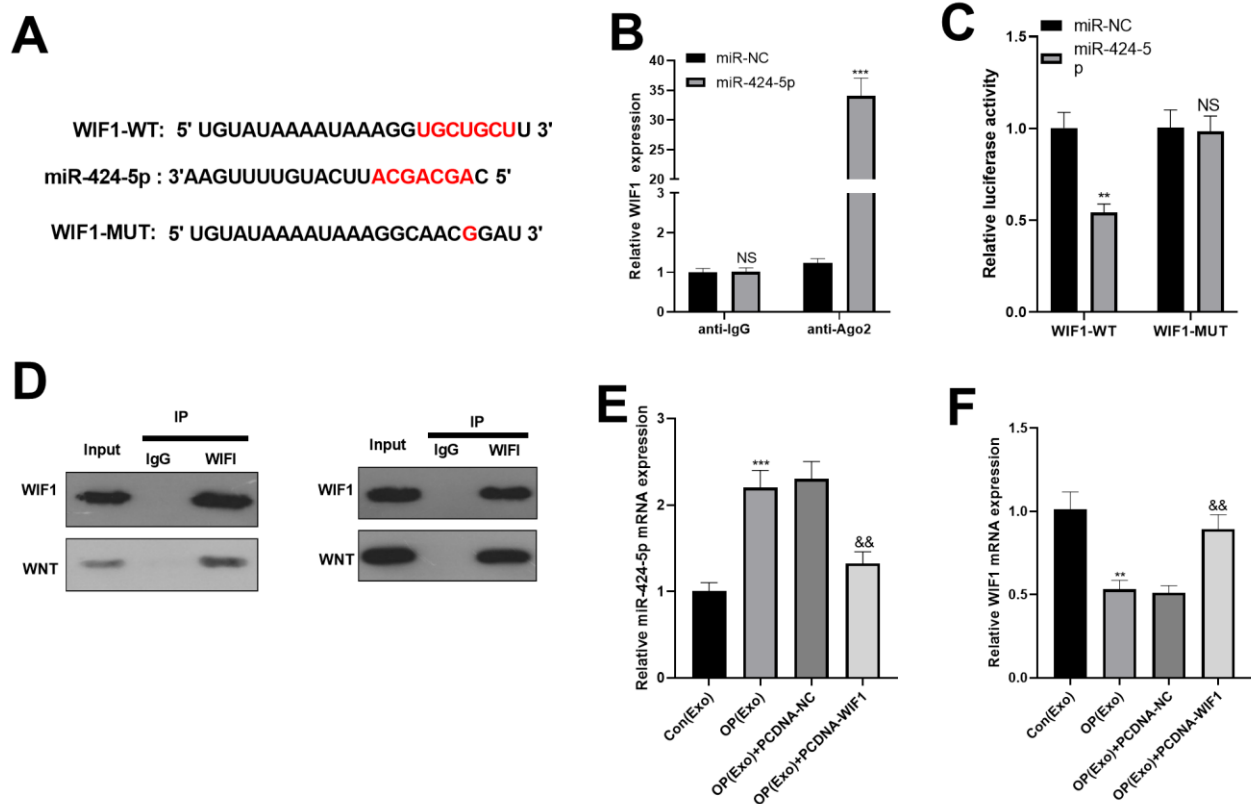 A
WIF1-WT: 5' UGUAUAAAAUAAAGGUGCUGCUU 3'
miR-424-5p : 3'AAGUUUUGUACUUACGACGAC 5'
WIF1-MUT: 5' UGUAUAAAAUAAAGGCAACGGAU 3'
B
miR-NC
miR-424-5p
Relative WIF1 expression
40
35
30
25
20
3
2
1
0
NS
***
anti-IgG
anti-Ago2
C
miR-NC
miR-424-5
p
Relative luciferase activity
1.5
1.0
0.5
0.0
**
NS
WIF1-WT
WIF1-MUT
D
IP
Input
IgG
WIFI
WIF1
WNT
IP
Input
IgG
WIFI
WIF1
WNT
E
Relative miR-424-5p mRNA expression
3
2
1
0
***
&&
Con(Exo)
OP(Exo)
OP(Exo)+PCDNA-NC
OP(Exo)+PCDNA-WIF1
F
Relative WIF1 mRNA expression
1.5
1.0
0.5
0.0
**
&&
Con(Exo)
OP(Exo)
OP(Exo)+PCDNA-NC
OP(Exo)+PCDNA-WIF1